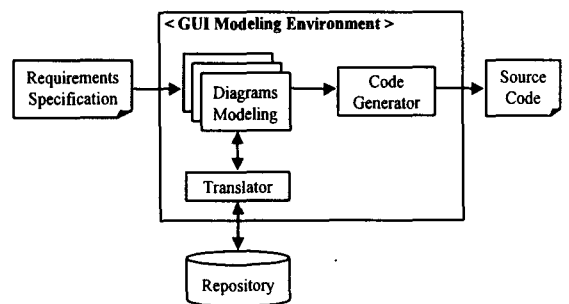 < GUI Modeling Environment >
Requirements
Specification
Diagrams
Modeling
Code
Generator
Source
Code
Translator
Repository